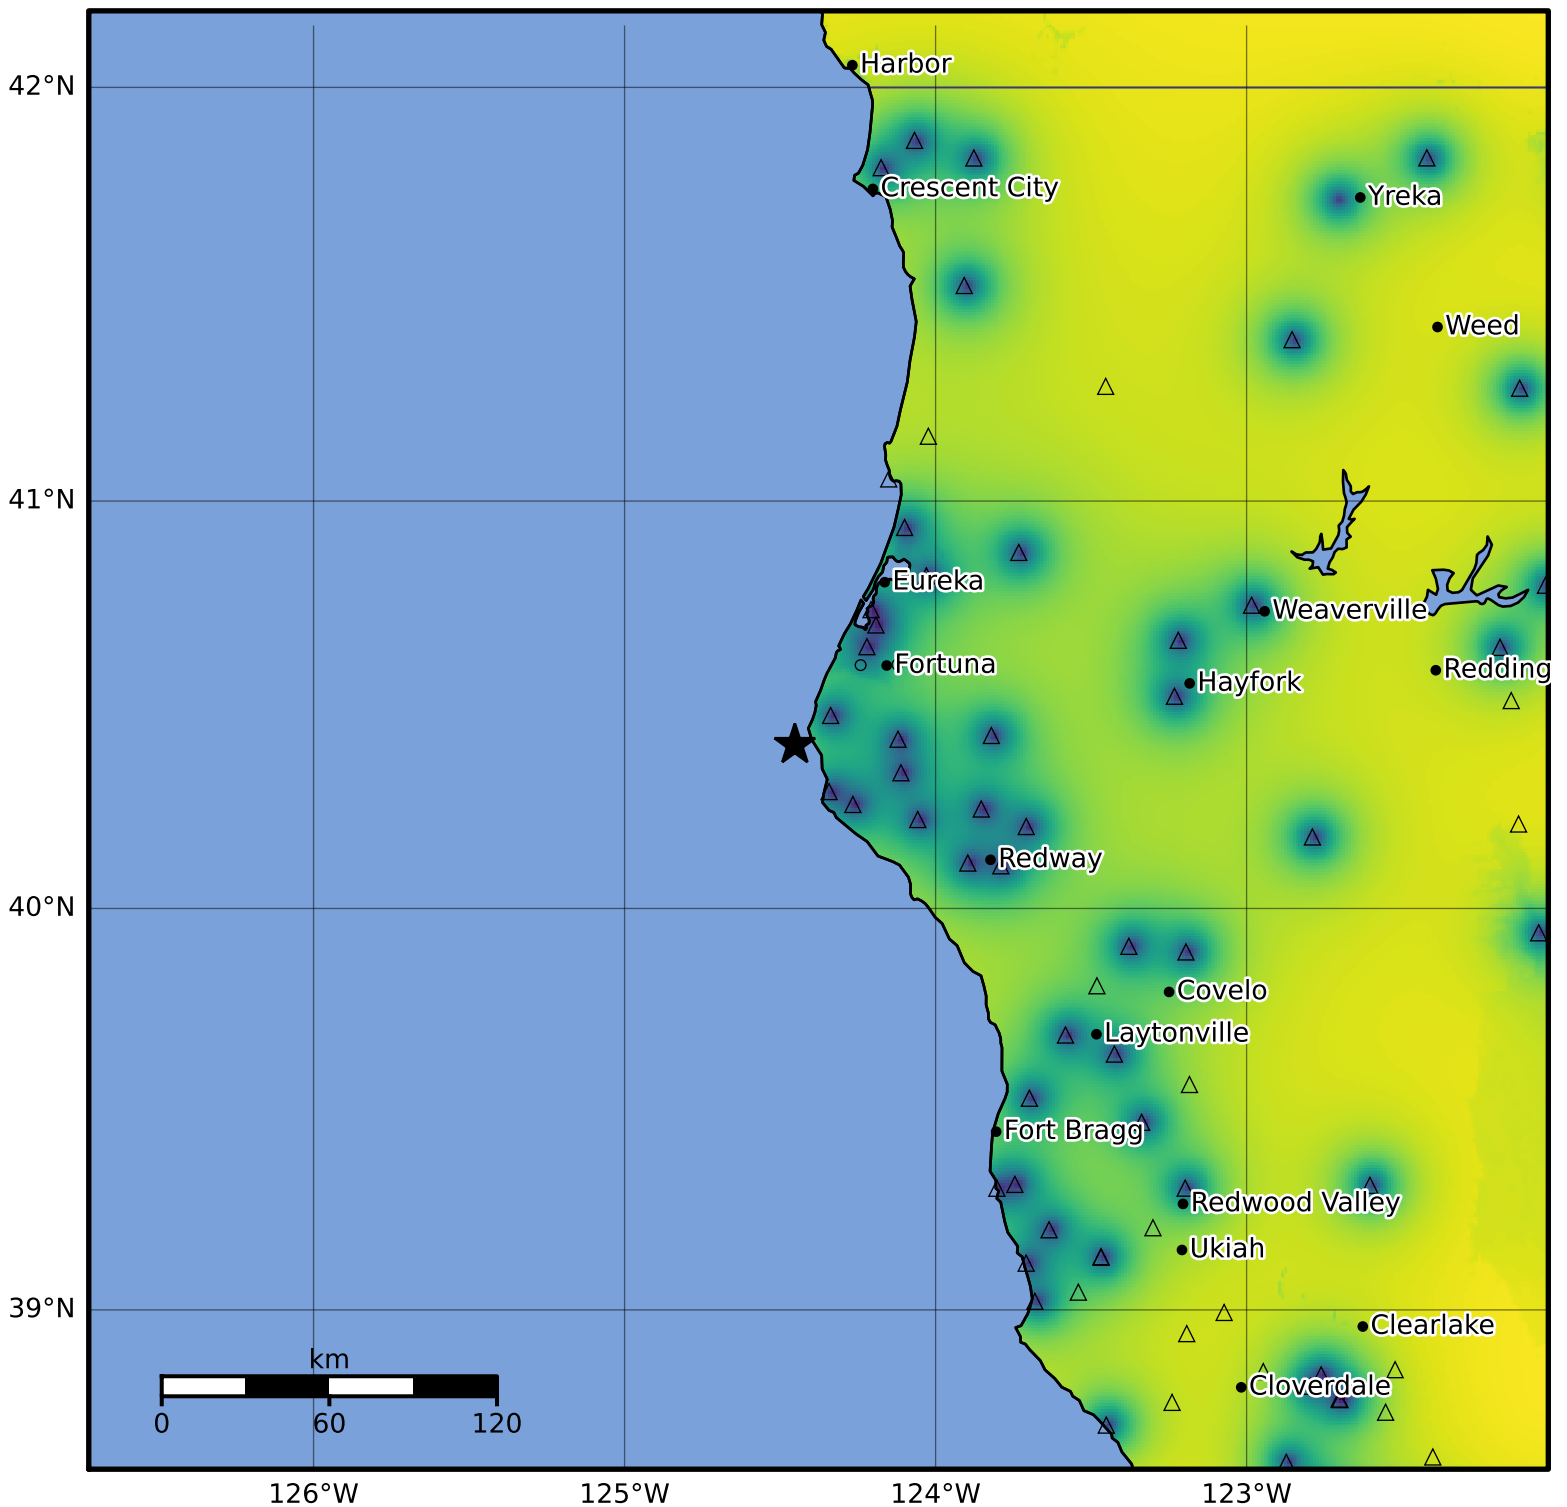 Harbor
42°N
Crescent City
Yreka
Weed
41°N
Eureka
Weaverville
Fortuna
Redding
Hayfork
Redway
40°N
Covelo
Laytonville
Fort Bragg
Redwood Valley
Ukiah
39°N
Clearlake
km
Cloverdale
0 60 120
126°W 125°W 124°W 123°W